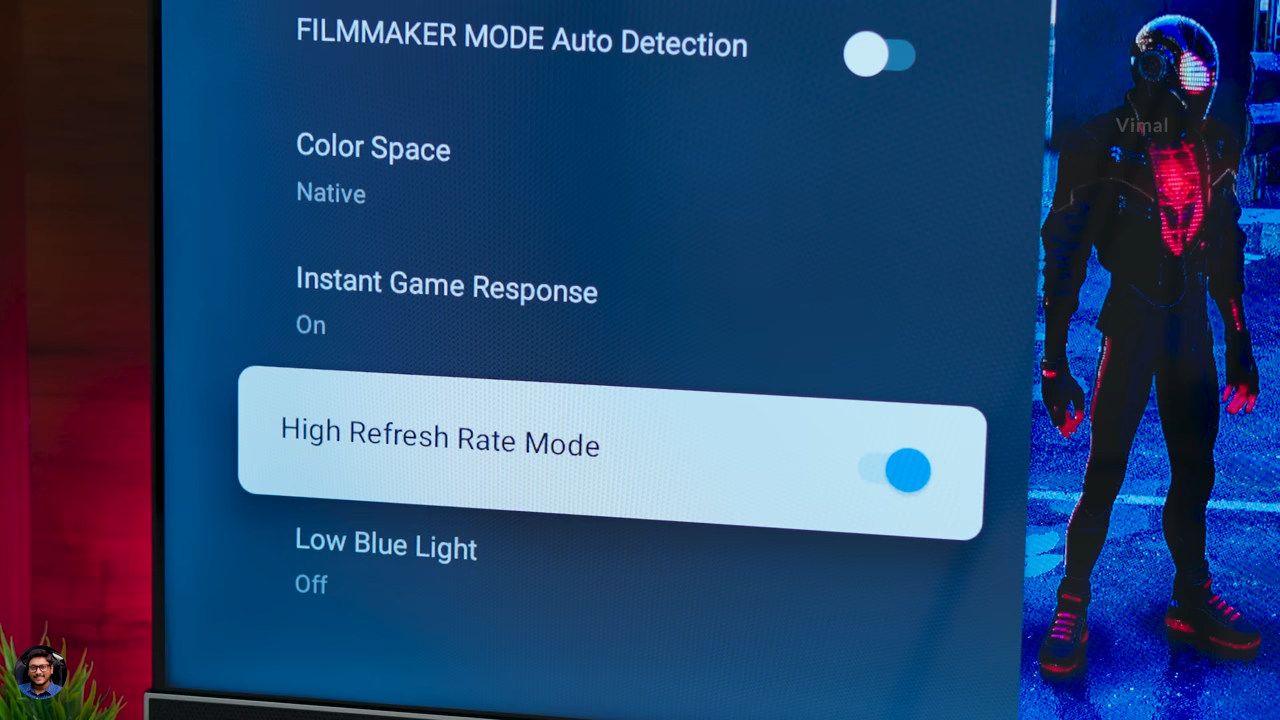 FILMMAKER MODE Auto Detection
Vimal
Color Space
Native
Instant Game Response
On
High Refresh Rate Mode
Low Blue Light
Off